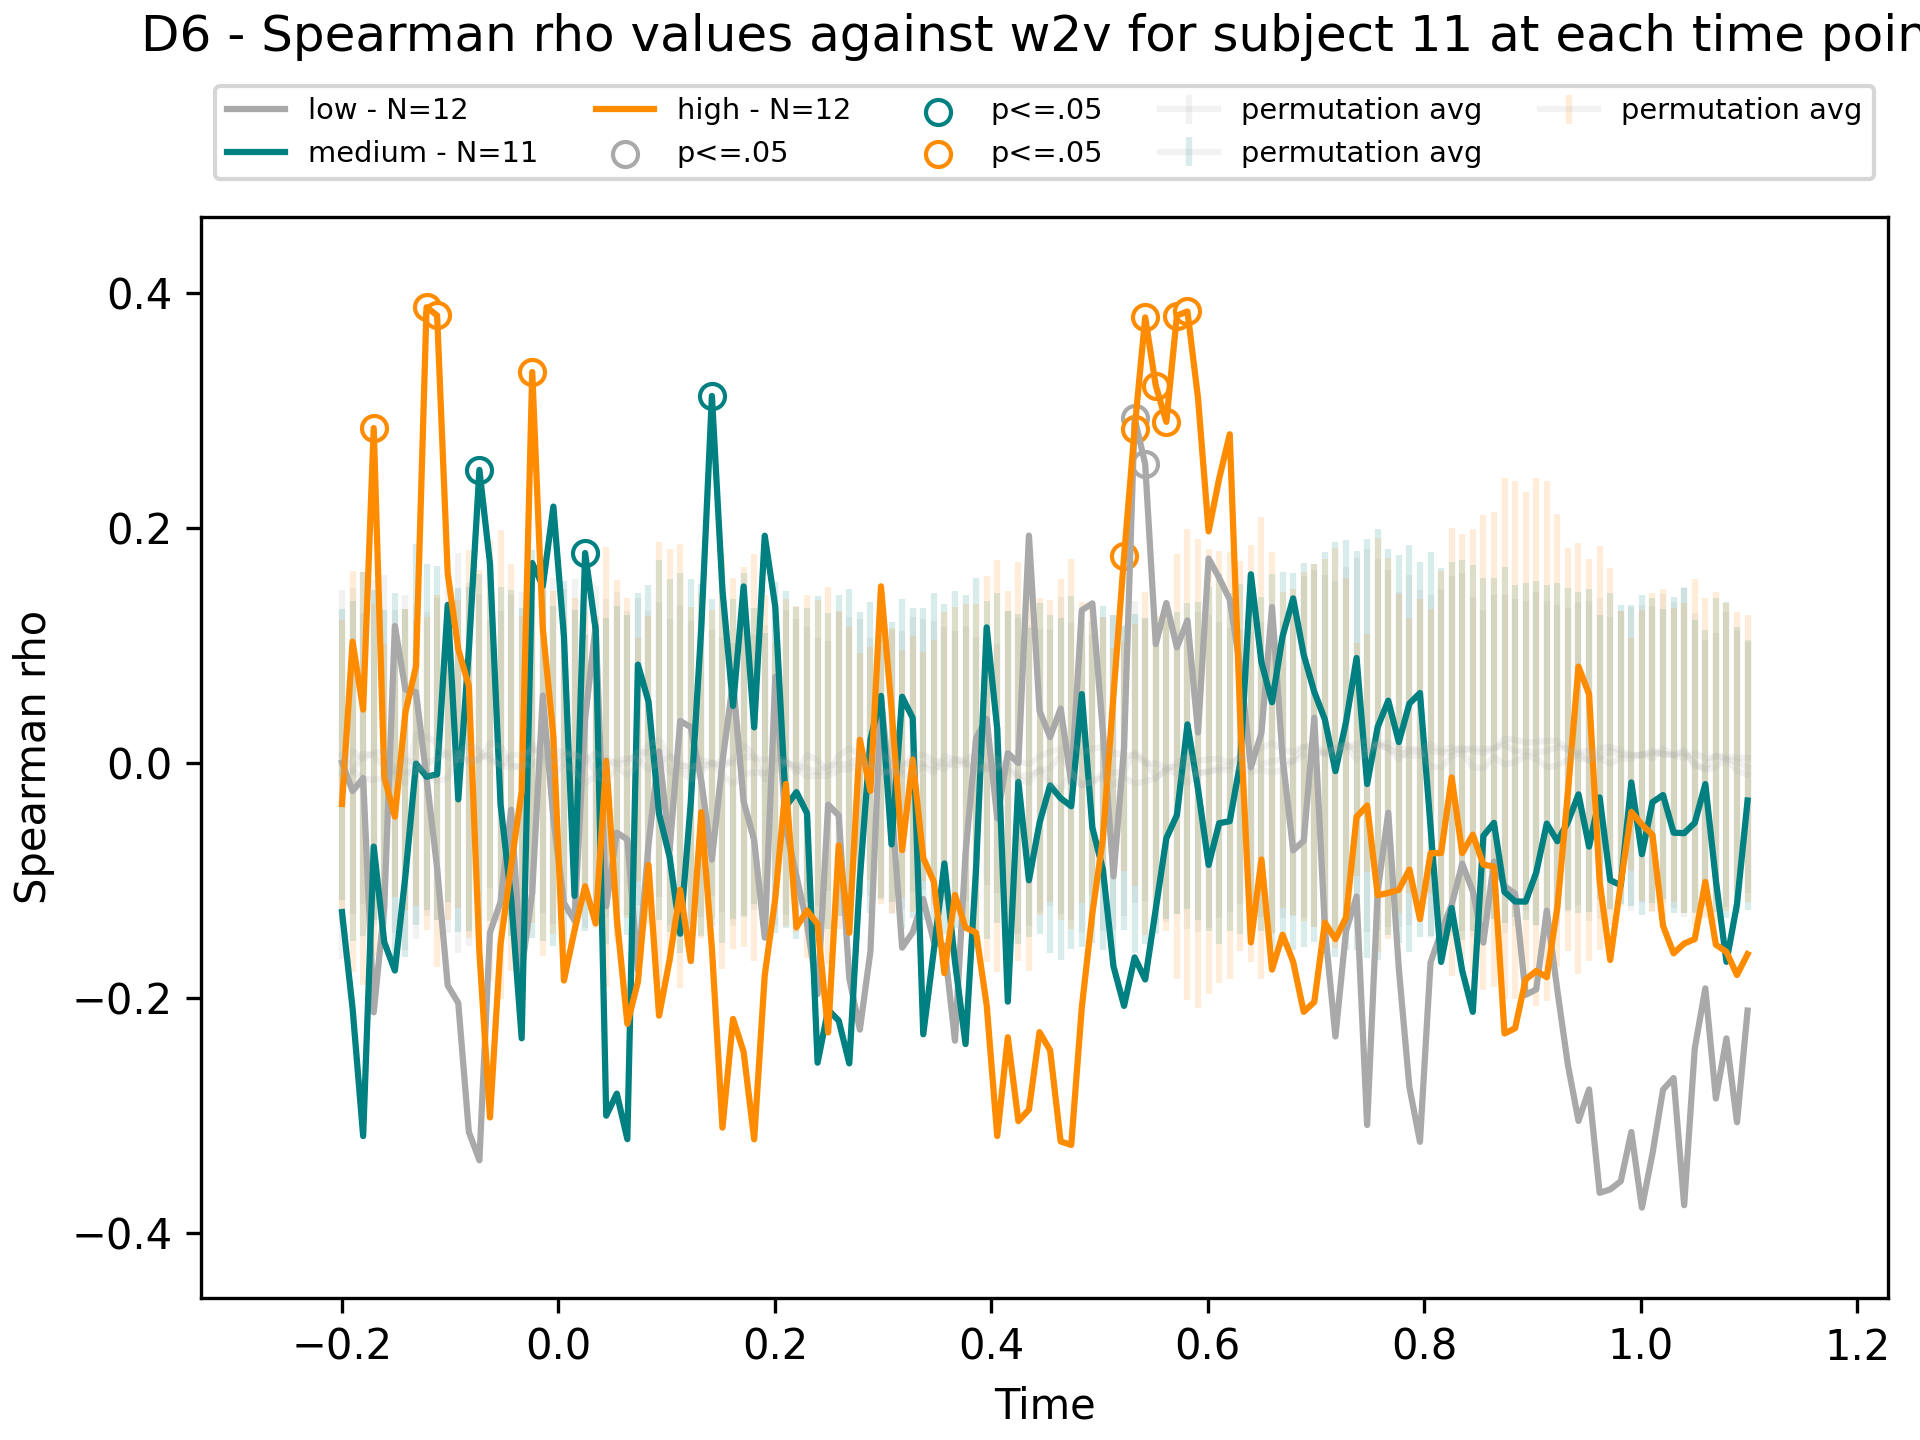 D6 - Spearman rho values against w2v for subject 11 at each time poin
low - N=12 high - N=12 p<=.05 permutation avg permutation avg
medium - N=11 p<=.05 p<=.05 permutation avg
0.4
0.2
0.0
−0.2
−0.4
Spearman rho
−0.2 0.0 0.2 0.4 0.6 0.8 1.0 1.2
Time